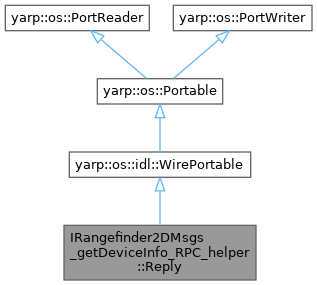 yarp::os::PortReader
yarp::os::PortWriter
yarp::os::Portable
yarp::os::idl::WirePortable
IRangefinder2DMsgs
_getDeviceInfo_RPC_helper
::Reply